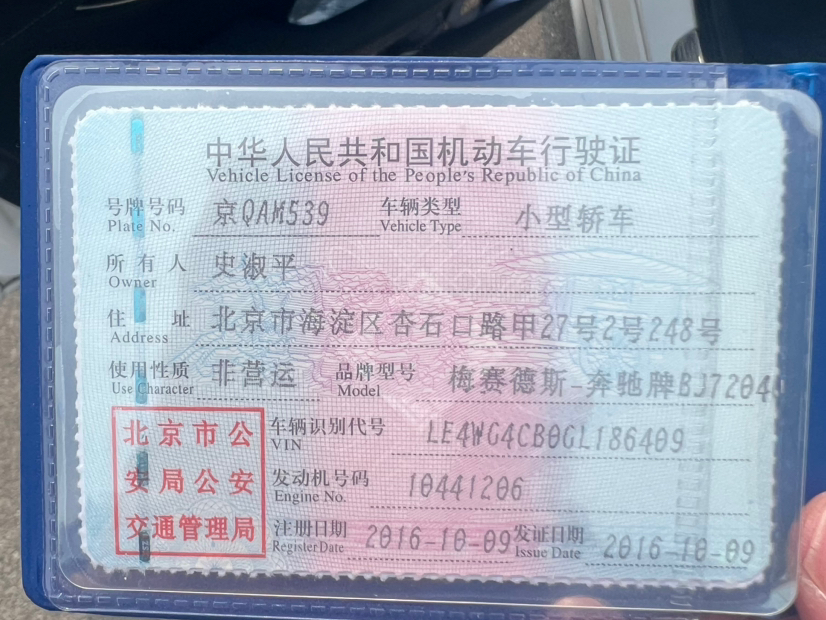 中华人民共和国机动车行驶证
Vehicle License of the People's Republic of China
号牌号码 京QAM539 车辆类型 小型轿车
Plate No. Vehicle Type
所有人 史淑平
Owner
住址 北京市海淀区杏石口路甲27号2号248号
Address
使用性质 非营运 品牌型号 梅赛德斯-奔驰牌BJ7204
Use Character Model
北京市公
安局公安
交通管理局
车辆识别代号 LE4WG4CB0GL186409
VIN
发动机号码 10441206
Engine No.
注册日期 2016-10-09 发证日期 2016-10-09
Register Date Issue Date